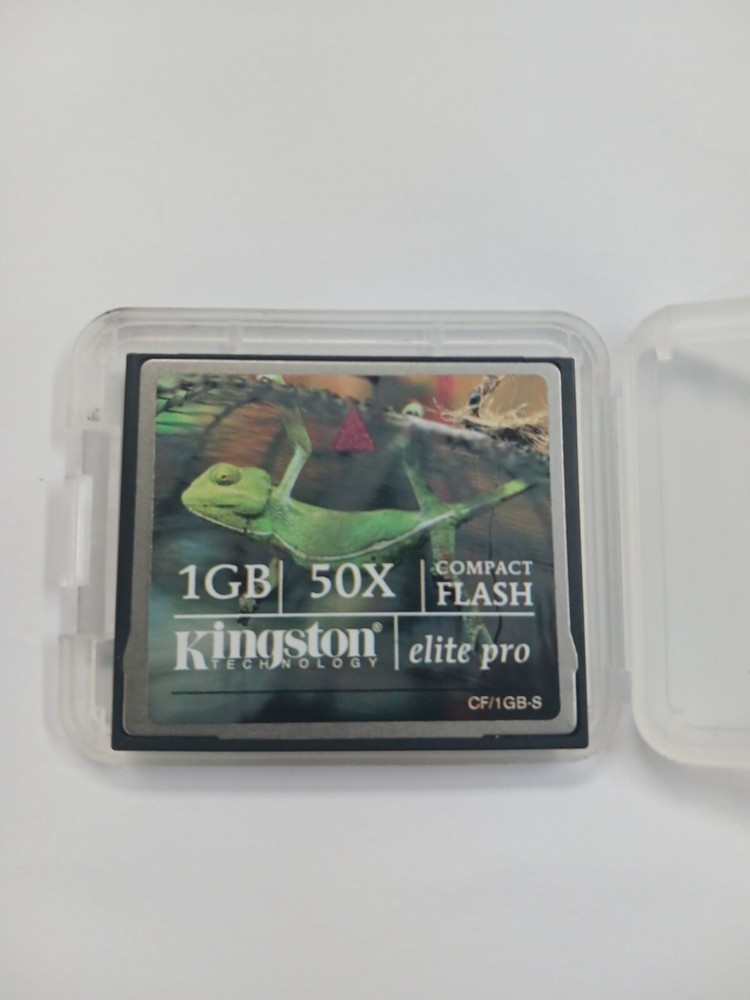 1GB 50X COMPACT FLASH
Kingston® elite pro
TECHNOLOGY
CF/1GB-S